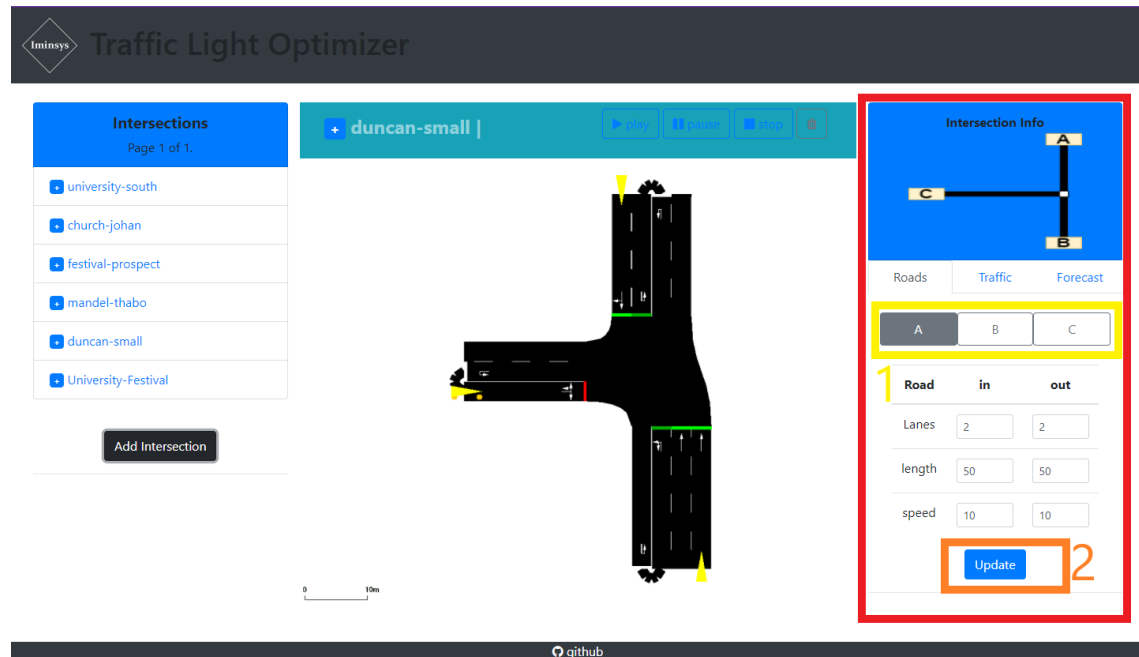 Iminsys
Traffic Light Optimizer
Intersections
Page 1 of 1.
+ university-south
+ church-johan
+ festival-prospect
+ mandel-thabo
+ duncan-small
+ University-Festival
Add Intersection
+ duncan-small |
play pause stop
0 10m
Intersection Info
A
C
B
Roads Traffic Forecast
A B C
1
Road in out
Lanes 2 2
length 50 50
speed 10 10
Update 2
github